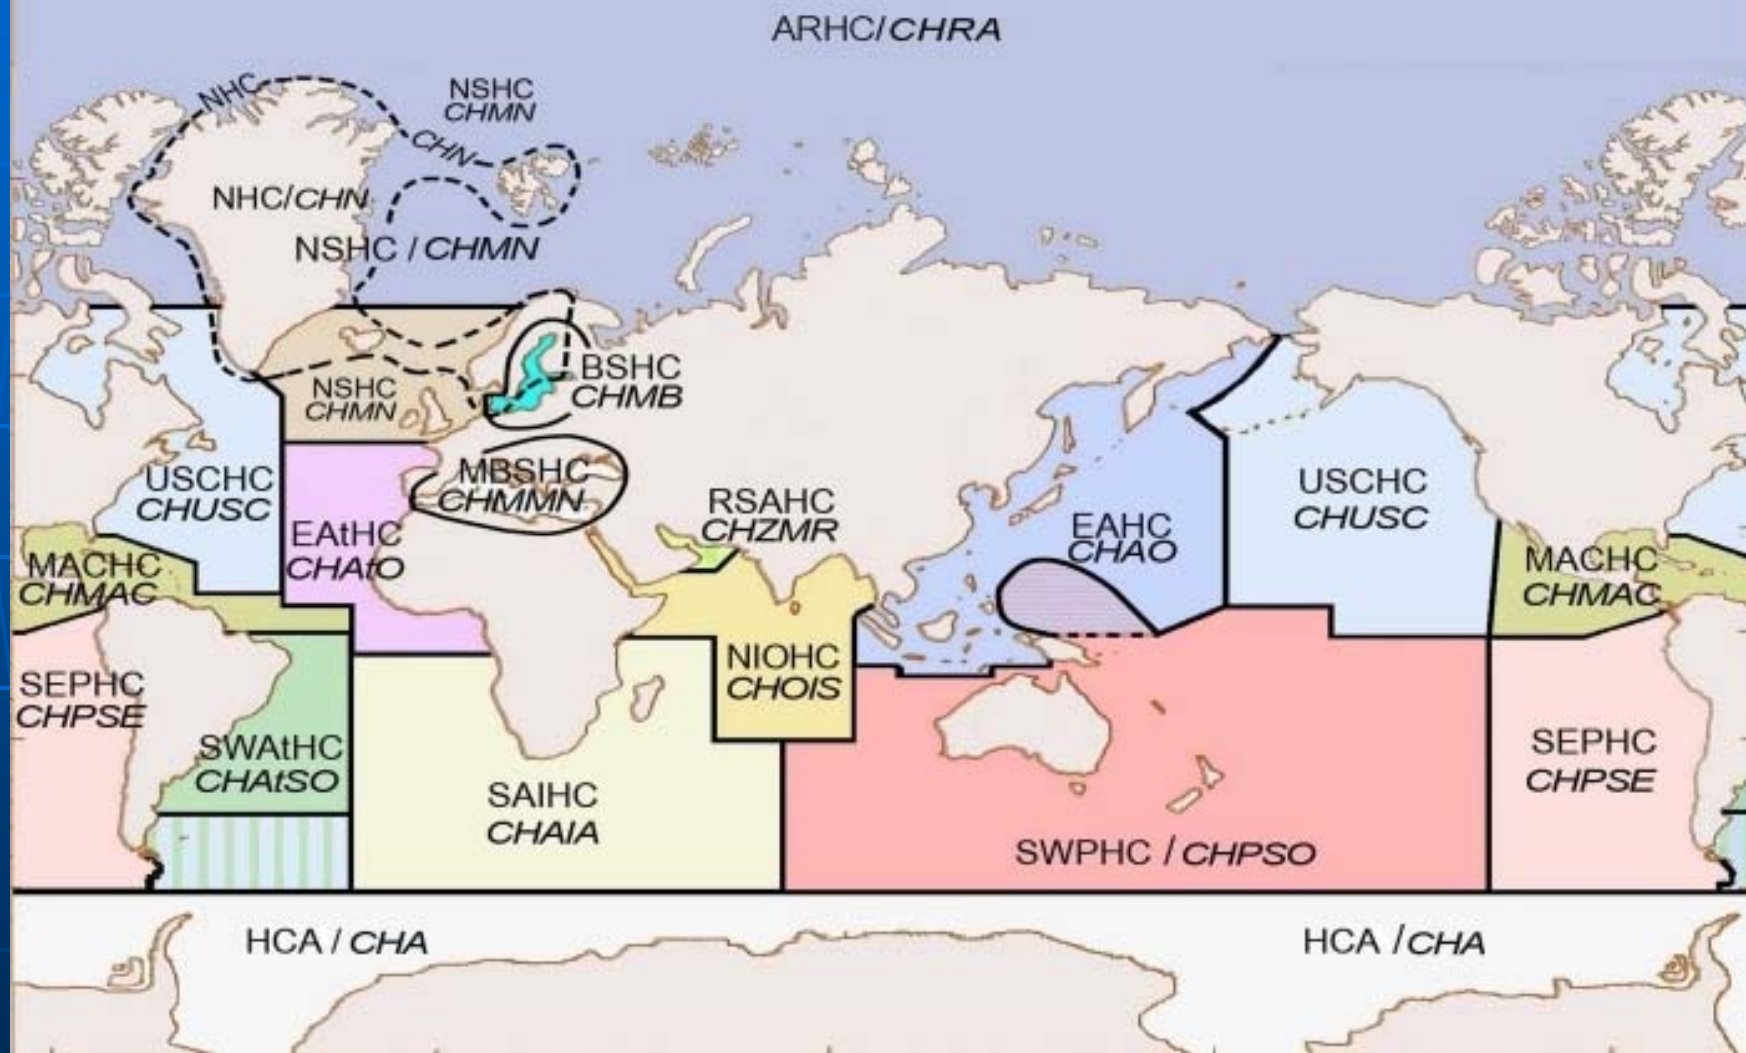 ARHC/CHRA
NHC
NSHC
CHMN
CHN
NHC/CHN
NSHC / CHMN
BSHC
CHMB
NSHC
CHMN
USCHC
CHUSC
MBSHC
CHMMN
RSAHC
CHZMR
EAtHC
CHAtO
EAHC
CHAO
USCHC
CHUSC
MACHC
CHMAC
MACHC
CHMAC
NIOHC
CHOIS
SEPHC
CHPSE
SWAtHC
CHAtSO
SAIHC
CHAIA
SEPHC
CHPSE
SWPHC / CHPSO
HCA / CHA
HCA / CHA